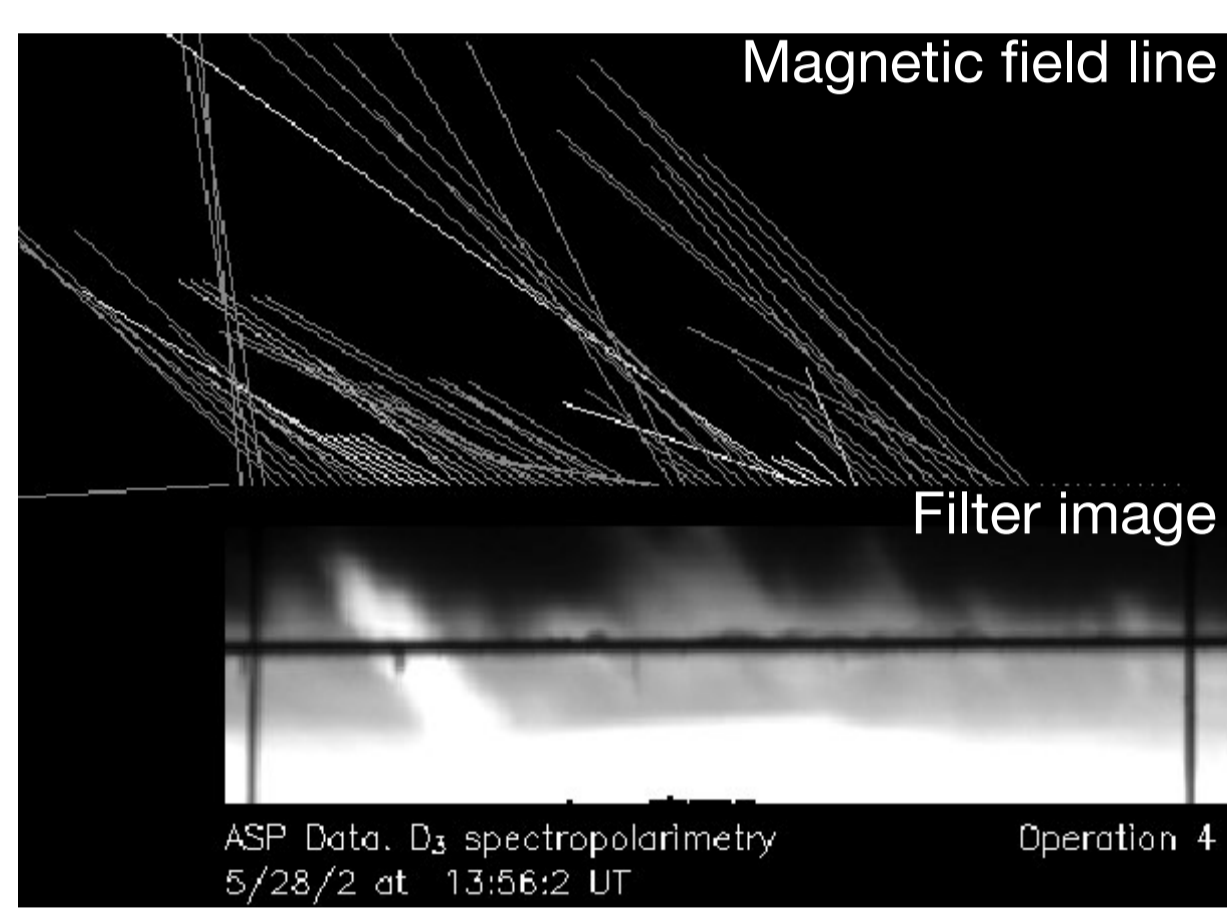 Magnetic field line
Filter image
ASP Data. D3 spectropolarimetry
Operation 4
5/28/2 at 13:56:2 UT